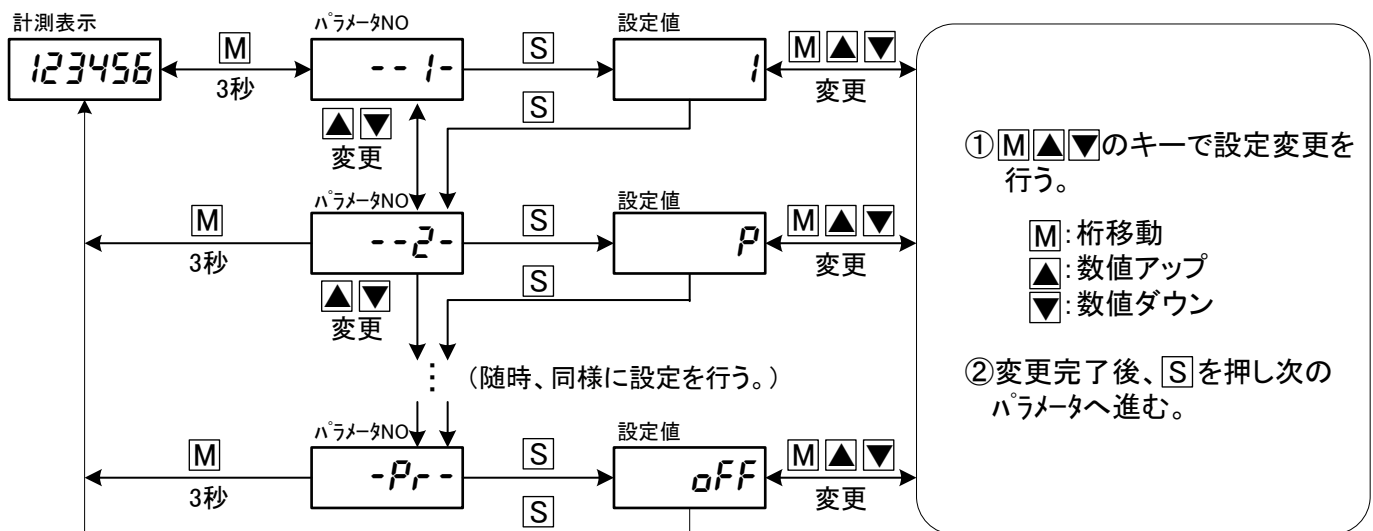 計測表示
パラメータNO
設定値
123456
M
3秒
--1-
S
1
M▲▼
変更
▲▼
変更
S
パラメータNO
設定値
M
3秒
--2-
S
P
M▲▼
変更
▲▼
変更
S
⋮ (随時、同様に設定を行う。)
パラメータNO
設定値
M
3秒
-Pr-
S
oFF
M▲▼
変更
S
①M▲▼のキーで設定変更を
行う。
M:桁移動
▲:数値アップ
▼:数値ダウン
②変更完了後、Sを押し次の
パラメータへ進む。